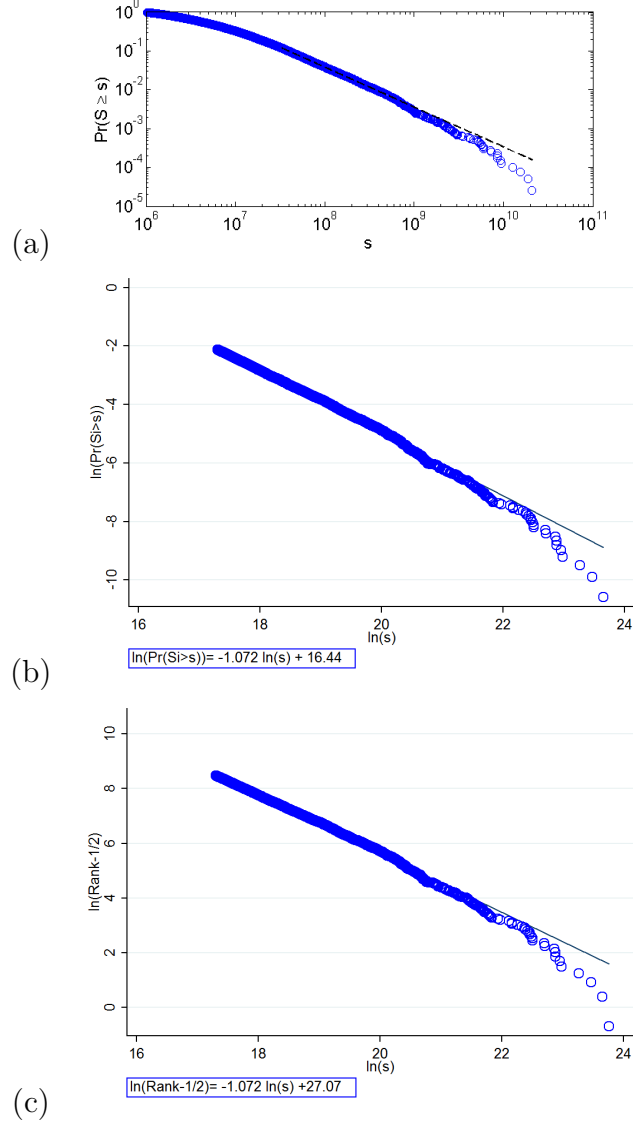 10^0
10^-1
10^-2
10^-3
10^-4
10^-5
Pr(S ≥ s)
10^6 10^7 10^8 10^9 10^10 10^11
s
(a)
0
-2
-4
-6
-8
-10
ln(Pr(Si>s))
16 18 20 22 24
ln(s)
ln(Pr(Si>s))= -1.072 ln(s) + 16.44
(b)
10
8
6
4
2
0
ln(Rank-1/2)
16 18 20 22 24
ln(s)
ln(Rank-1/2)= -1.072 ln(s) +27.07
(c)